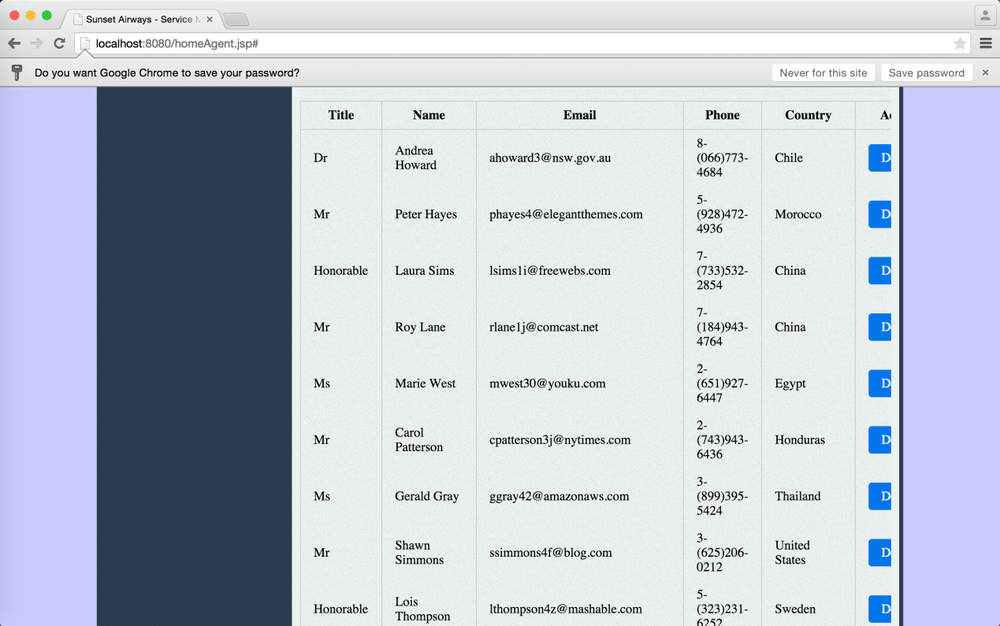 Sunset Airways - Service M
localhost:8080/homeAgent.jsp#
Do you want Google Chrome to save your password?
Never for this site
Save password
Title Name Email Phone Country
Dr Andrea Howard ahoward3@nsw.gov.au 8-(066)773-4684 Chile D
Mr Peter Hayes phayes4@elegantthemes.com 5-(928)472-4936 Morocco D
Honorable Laura Sims lsims1i@freewebs.com 7-(733)532-2854 China D
Mr Roy Lane rlane1j@comcast.net 7-(184)943-4764 China D
Ms Marie West mwest30@youku.com 2-(651)927-6447 Egypt D
Mr Carol Patterson cpatterson3j@nytimes.com 2-(743)943-6436 Honduras D
Ms Gerald Gray ggray42@amazonaws.com 3-(899)395-5424 Thailand D
Mr Shawn Simmons ssimmons4f@blog.com 3-(625)206-0212 United States D
Honorable Lois Thompson lthompson4z@mashable.com 5-(323)231-6252 Sweden D